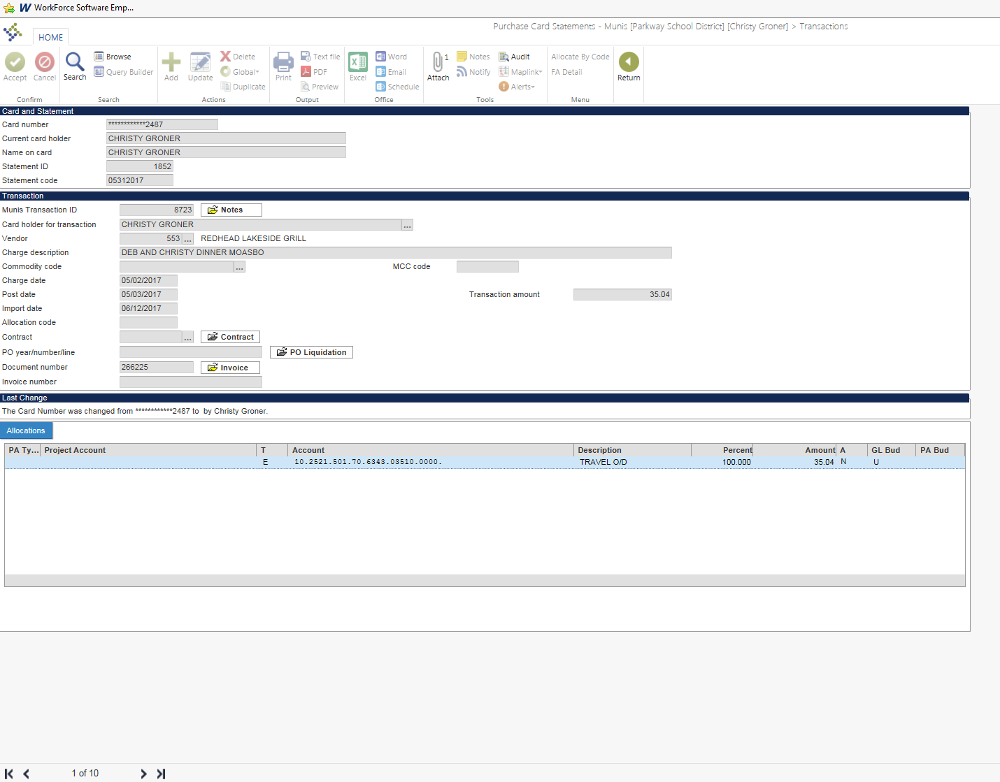 WorkForce Software Emp...
Purchase Card Statements - Munis [Parkway School District] [Christy Groner] > Transactions
HOME
Accept Cancel Search Browse Query Builder Add Update Delete Global Duplicate Print Text file PDF Preview Excel Word Email Schedule Attach 1 Notes Notify Audit Maplink Alerts Allocate By Code FA Detail Return
Confirm Search Actions Output Office Tools Menu
Card and Statement
Card number ************2487
Current card holder CHRISTY GRONER
Name on card CHRISTY GRONER
Statement ID 1852
Statement code 05312017
Transaction
Munis Transaction ID 8723 Notes
Card holder for transaction CHRISTY GRONER ...
Vendor 553 ... REDHEAD LAKESIDE GRILL
Charge description DEB AND CHRISTY DINNER MOASBO
Commodity code ... MCC code
Charge date 05/02/2017
Post date 05/03/2017 Transaction amount 35.04
Import date 06/12/2017
Allocation code
Contract ... Contract
PO year/number/line PO Liquidation
Document number 266225 Invoice
Invoice number
Last Change
The Card Number was changed from ************2487 to  by Christy Groner.
Allocations
PA Ty... Project Account T Account Description Percent Amount A GL Bud PA Bud
E 10.2521.501.70.6343.03510.0000. TRAVEL O/D 100.000 35.04 N U
1 of 10